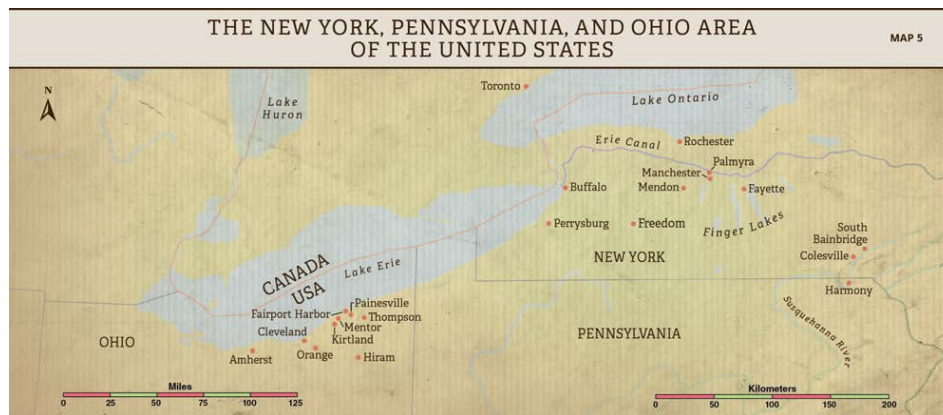 THE NEW YORK, PENNSYLVANIA, AND OHIO AREA
OF THE UNITED STATES
MAP 5
N
Toronto
Lake
Huron
Lake Ontario
Erie Canal
Rochester
Palmyra
Manchester
Mendon
Fayette
Buffalo
Perrysburg
Freedom
Finger Lakes
South
Bainbridge
Colesville
NEW YORK
CANADA
USA
Lake Erie
Harmony
Susquehanna River
PENNSYLVANIA
OHIO
Painesville
Fairport Harbor
Thompson
Mentor
Kirtland
Cleveland
Orange
Hiram
Amherst
Miles
0 25 50 75 100 125
Kilometers
0 50 100 150 200